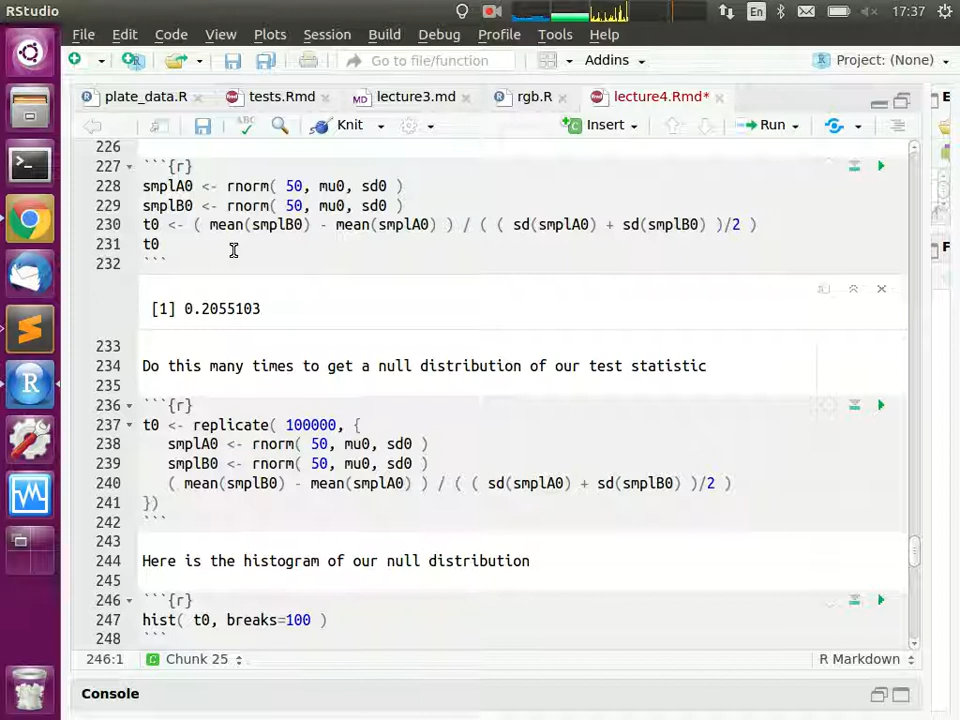 RStudio
En
17:37
File Edit Code View Plots Session Build Debug Profile Tools Help
Go to file/function
Addins
Project: (None)
plate_data.R
tests.Rmd
lecture3.md
rgb.R
lecture4.Rmd*
ABC
Knit
Insert
Run
226
227 ```{r}
228 smplA0 <- rnorm( 50, mu0, sd0 )
229 smplB0 <- rnorm( 50, mu0, sd0 )
230 t0 <- ( mean(smplB0) - mean(smplA0) ) / ( ( sd(smplA0) + sd(smplB0) )/2 )
231 t0
232 ```
[1] 0.2055103
233
234 Do this many times to get a null distribution of our test statistic
235
236 ```{r}
237 t0 <- replicate( 100000, {
238 smplA0 <- rnorm( 50, mu0, sd0 )
239 smplB0 <- rnorm( 50, mu0, sd0 )
240 ( mean(smplB0) - mean(smplA0) ) / ( ( sd(smplA0) + sd(smplB0) )/2 )
241 })
242 ```
243
244 Here is the histogram of our null distribution
245
246 ```{r}
247 hist( t0, breaks=100 )
248 ```
246:1
Chunk 25
R Markdown
Console